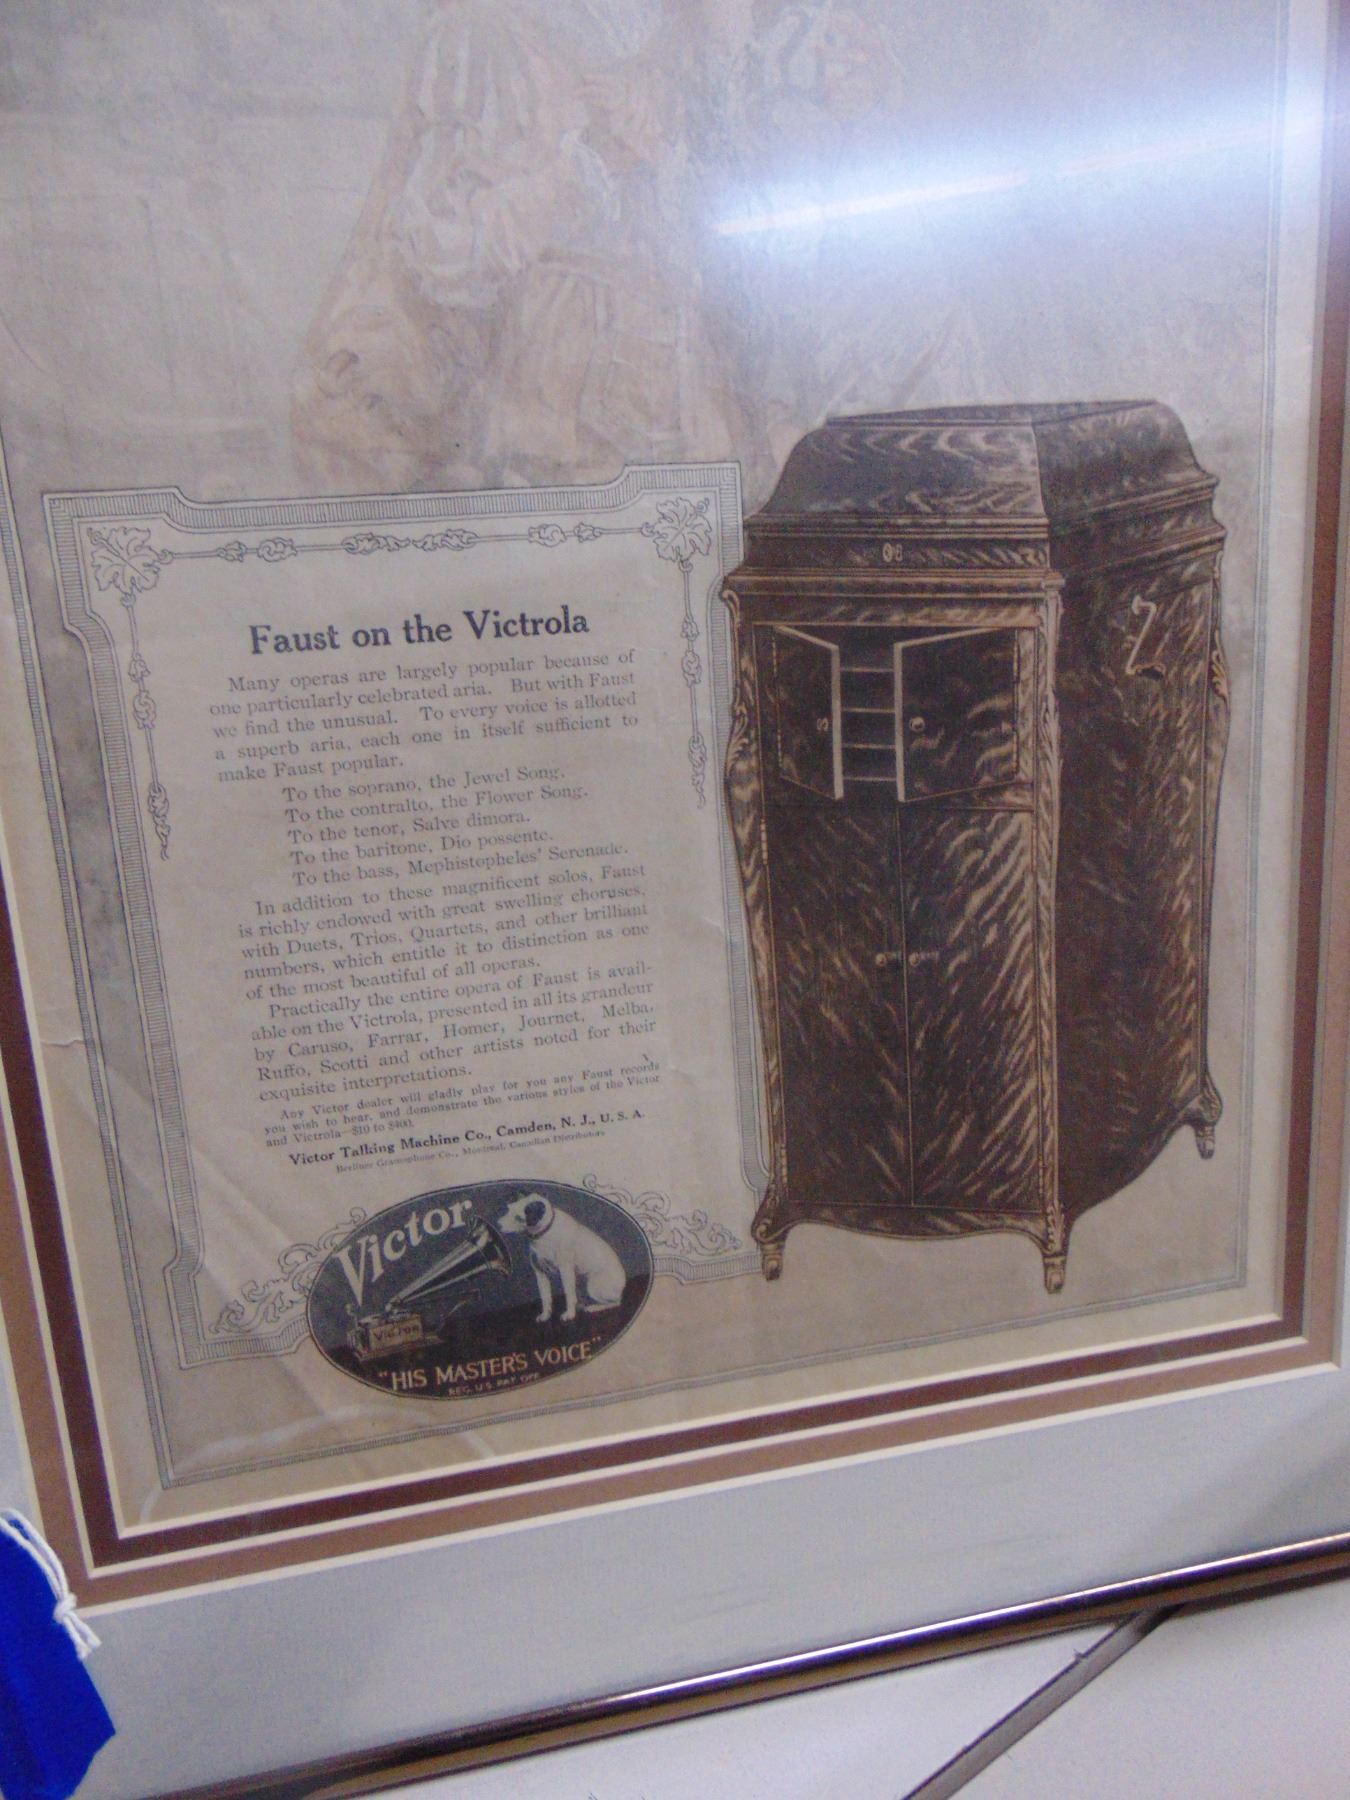 Faust on the Victrola
Many operas are largely popular because of
one particularly celebrated aria. But with Faust
we find the unusual. To every voice is allotted
a superb aria, each one in itself sufficient to
make Faust popular.
To the soprano, the Jewel Song.
To the contralto, the Flower Song.
To the tenor, Salve dimora.
To the baritone, Dio possente.
To the bass, Mephistopheles' Serenade.
In addition to these magnificent solos, Faust
is richly endowed with great swelling choruses,
with Duets, Trios, Quartets, and other brilliant
numbers, which entitle it to distinction as one
of the most beautiful of all operas.
Practically the entire opera of Faust is avail-
able on the Victrola, presented in all its grandeur
by Caruso, Farrar, Homer, Journet, Melba,
Ruffo, Scotti and other artists noted for their
exquisite interpretations.
Any Victor dealer will gladly play for you any Faust records
you wish to hear, and demonstrate the various styles of the Victor
and Victrola—$10 to $400.
Victor Talking Machine Co., Camden, N. J., U. S. A.
Berliner Gramophone Co., Montreal, Canadian Distributors
Victor
VICTOR
"HIS MASTER'S VOICE"
REG. U.S. PAT. OFF.